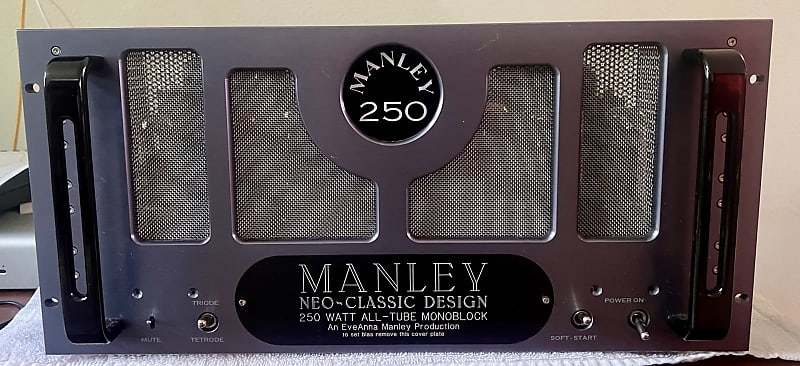 MANLEY
250
MANLEY
NEO-CLASSIC DESIGN
250 WATT ALL-TUBE MONOBLOCK
An EveAnna Manley Production
to set bias remove this cover plate
TRIODE
MUTE
TETRODE
POWER ON
SOFT-START